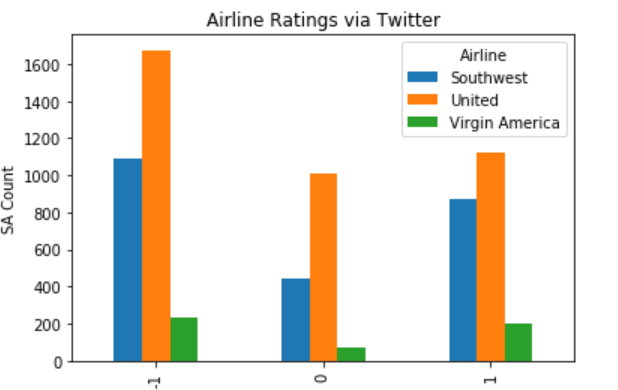 Airline Ratings via Twitter
Airline
Southwest
United
Virgin America
SA Count
1600
1400
1200
1000
800
600
400
200
0
-1
0
1